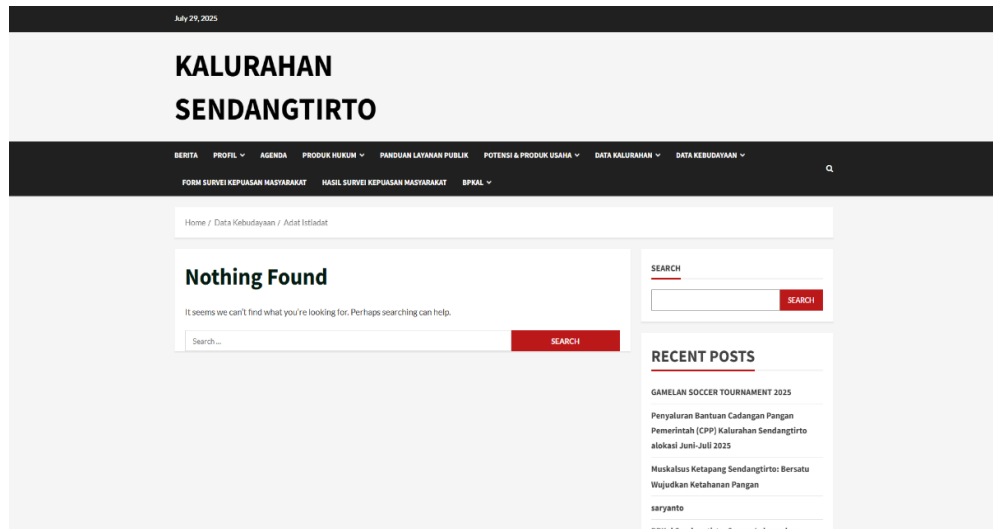 July 29, 2025
KALURAHAN
SENDANGTIRTO
BERITA PROFIL AGENDA PRODUK HUKUM PANDUAN LAYANAN PUBLIK POTENSI & PRODUK USAHA DATA KALURAHAN DATA KEBUDAYAAN
FORM SURVEI KEPUASAN MASYARAKAT HASIL SURVEI KEPUASAN MASYARAKAT BPKAL
Home / Data Kebudayaan / Adat Istiadat
Nothing Found
It seems we can't find what you're looking for. Perhaps searching can help.
Search ... SEARCH
SEARCH
SEARCH
RECENT POSTS
GAMELAN SOCCER TOURNAMENT 2025
Penyaluran Bantuan Cadangan Pangan
Pemerintah (CPP) Kalurahan Sendangtirto
alokasi Juni-Juli 2025
Muskalsus Ketapang Sendangtirto: Bersatu
Wujudkan Ketahanan Pangan
saryanto